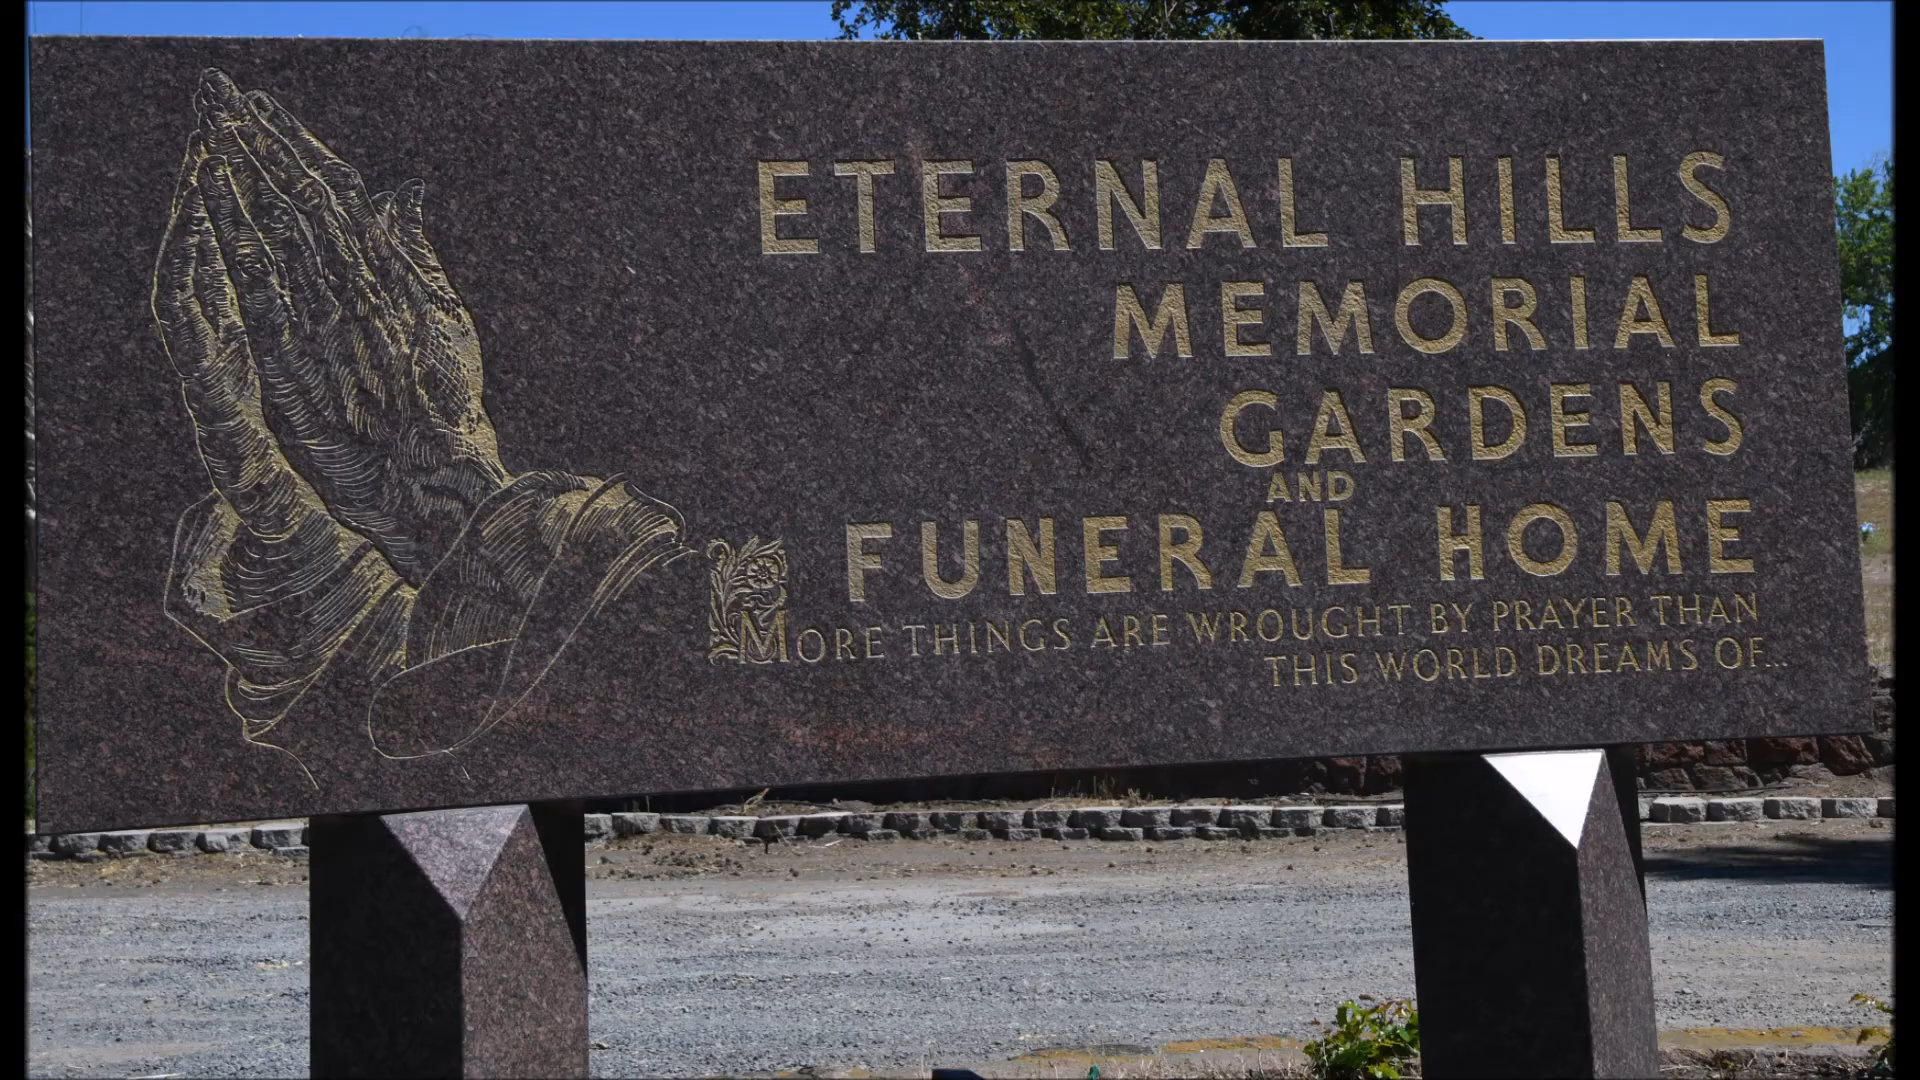 ETERNAL HILLS
MEMORIAL
GARDENS
AND
FUNERAL HOME
MORE THINGS ARE WROUGHT BY PRAYER THAN
THIS WORLD DREAMS OF...